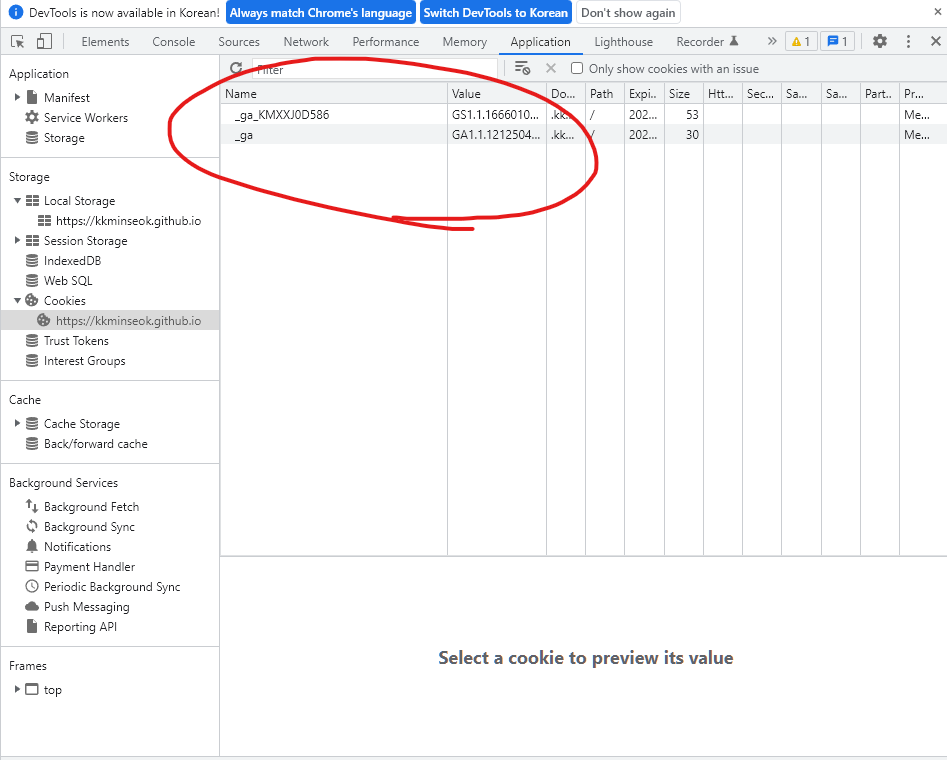 DevTools is now available in Korean! Always match Chrome's language Switch DevTools to Korean Don't show again
Elements Console Sources Network Performance Memory Application Lighthouse Recorder 1 1
Application
Manifest
Service Workers
Storage
Storage
Local Storage
https://kkminseok.github.io
Session Storage
IndexedDB
Web SQL
Cookies
https://kkminseok.github.io
Trust Tokens
Interest Groups
Cache
Cache Storage
Back/forward cache
Background Services
Background Fetch
Background Sync
Notifications
Payment Handler
Periodic Background Sync
Push Messaging
Reporting API
Frames
top
Filter Only show cookies with an issue
Name Value Do... Path Expi... Size Htt... Sec... Sa... Sa... Part... Pr...
_ga_KMXXJ0D586 GS1.1.1666010... .kk... / 202... 53 Me...
_ga GA1.1.1212504... .kk... / 202... 30 Me...
Select a cookie to preview its value